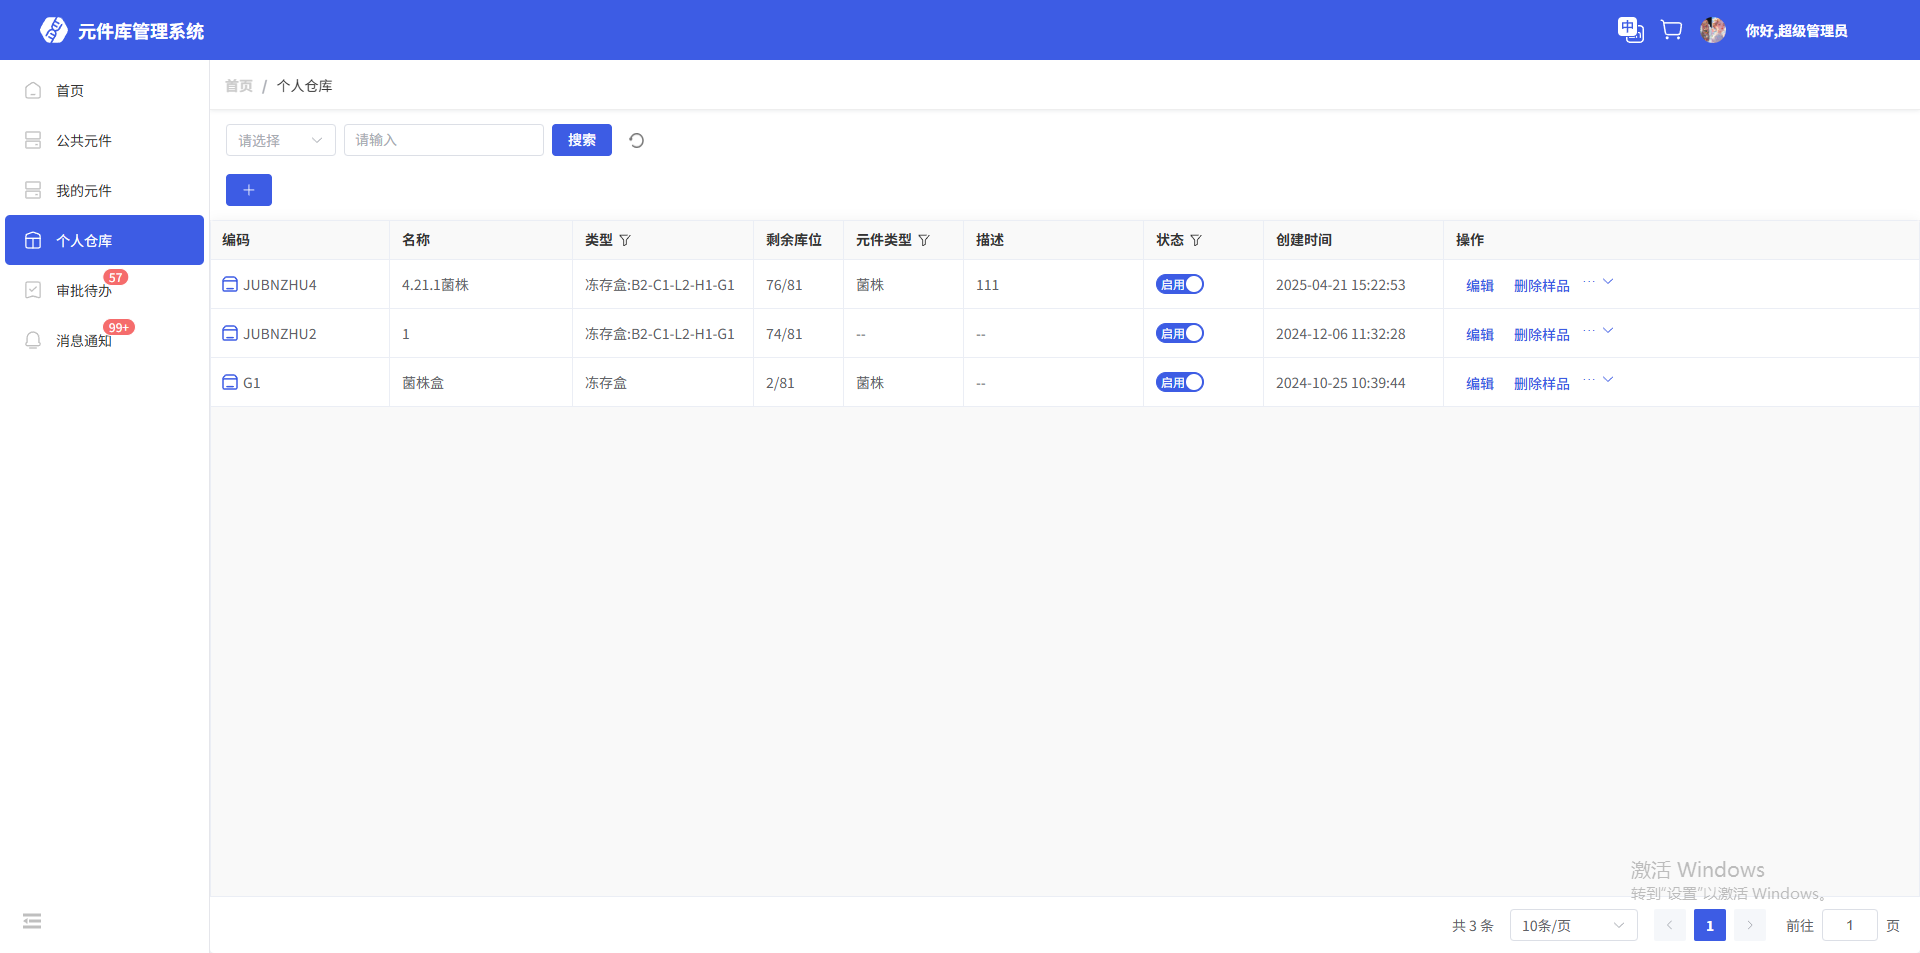 元件库管理系统
中
你好,超级管理员
首页
公共元件
我的元件
个人仓库
审批待办
57
消息通知
99+
首页 / 个人仓库
请选择
请输入
搜索
编码 名称 类型 剩余库位 元件类型 描述 状态 创建时间 操作
JUBNZHU4 4.21.1菌株 冻存盒:B2-C1-L2-H1-G1 76/81 菌株 111 启用 2025-04-21 15:22:53 编辑 删除样品 ···
JUBNZHU2 1 冻存盒:B2-C1-L2-H1-G1 74/81 -- -- 启用 2024-12-06 11:32:28 编辑 删除样品 ···
G1 菌株盒 冻存盒 2/81 菌株 -- 启用 2024-10-25 10:39:44 编辑 删除样品 ···
激活 Windows
转到“设置”以激活 Windows。
共 3 条 10条/页 1 前往 1 页